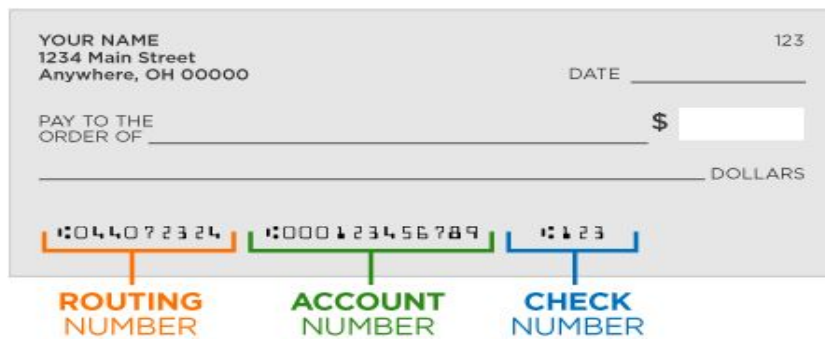 YOUR NAME 123
1234 Main Street
Anywhere, OH 00000
DATE
PAY TO THE
ORDER OF $
DOLLARS
⑆044072324 ⑆000123456789 ⑆123
ROUTING ACCOUNT CHECK
NUMBER NUMBER NUMBER